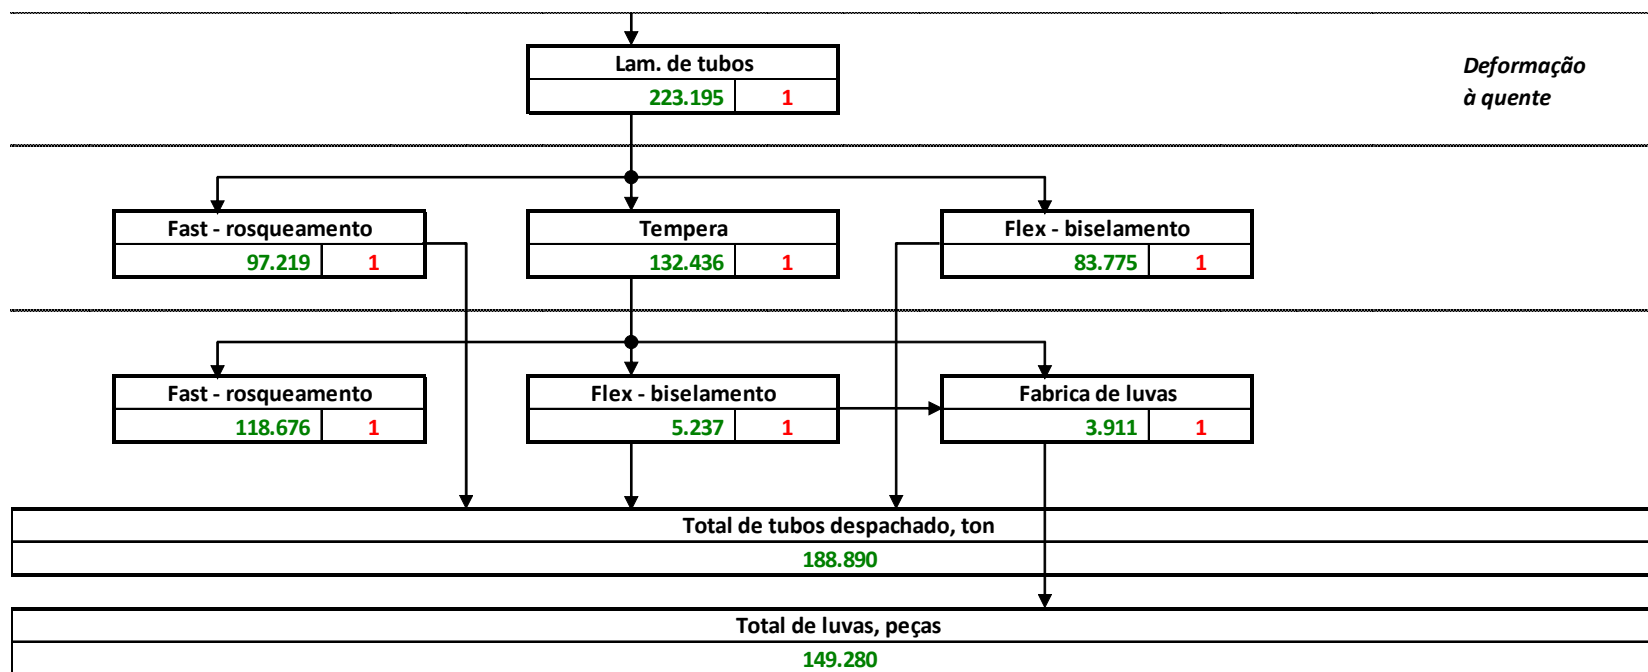 Lam. de tubos
223.195 1
Deformação
à quente
Fast - rosqueamento
97.219 1
Tempera
132.436 1
Flex - biselamento
83.775 1
Fast - rosqueamento
118.676 1
Flex - biselamento
5.237 1
Fabrica de luvas
3.911 1
Total de tubos despachado, ton
188.890
Total de luvas, peças
149.280